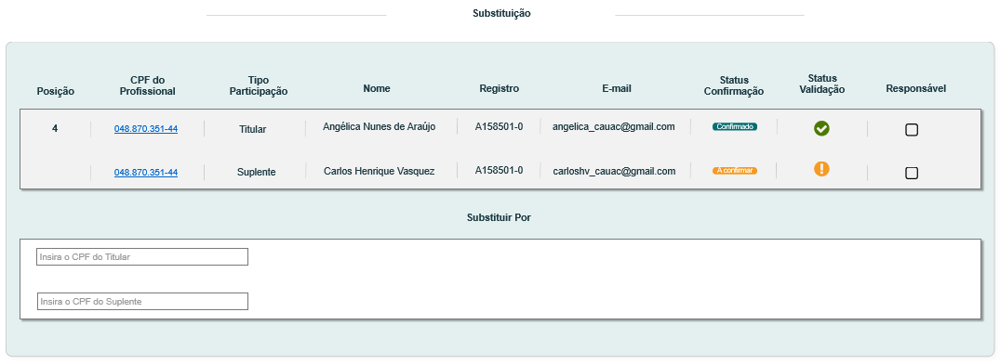 Substituição
Posição CPF do Profissional Tipo Participação Nome Registro E-mail Status Confirmação Status Validação Responsável
4 048.870.351-44 Titular Angélica Nunes de Araújo A158501-0 angelica_cauac@gmail.com Confirmado
048.870.351-44 Suplente Carlos Henrique Vasquez A158501-0 carloshv_cauac@gmail.com A confirmar
Substituir Por
Insira o CPF do Titular
Insira o CPF do Suplente